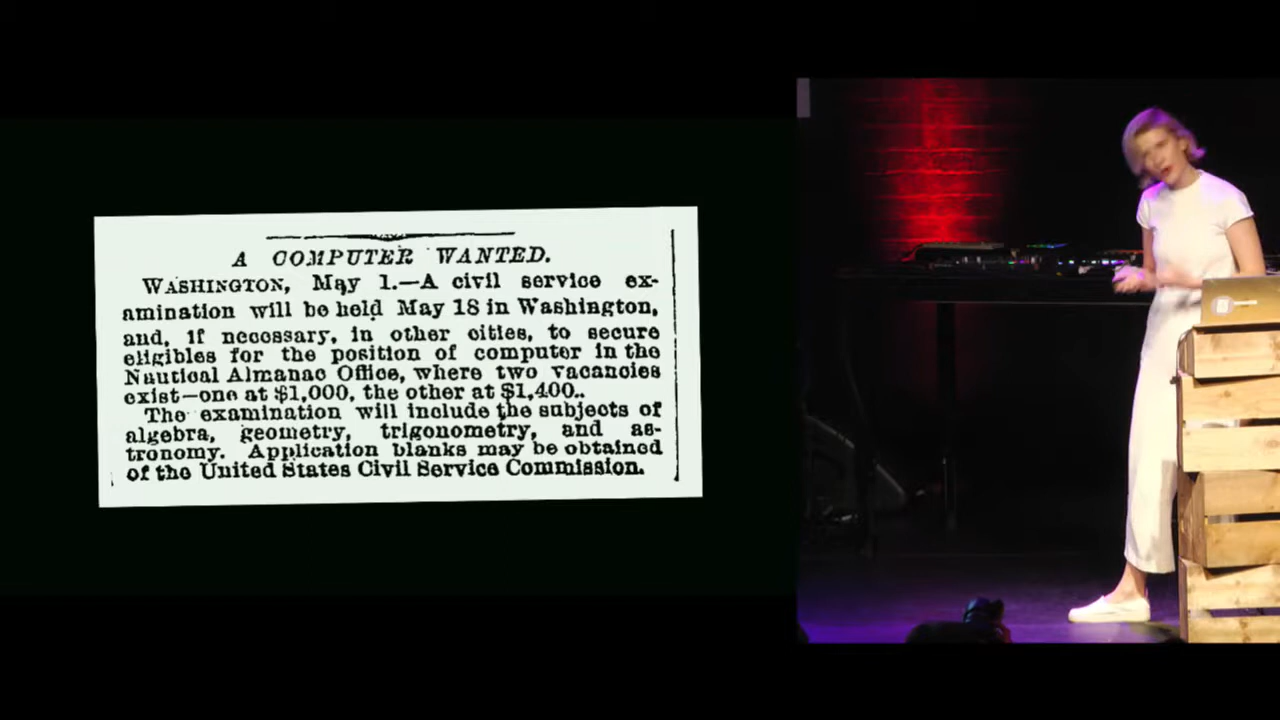 A COMPUTER WANTED.
WASHINGTON, May 1.—A civil service ex-
amination will be held May 18 in Washington,
and, if necessary, in other cities, to secure
eligibles for the position of computer in the
Nautical Almanac Office, where two vacancies
exist—one at $1,000, the other at $1,400..
The examination will include the subjects of
algebra, geometry, trigonometry, and as-
tronomy. Application blanks may be obtained
of the United States Civil Service Commission.